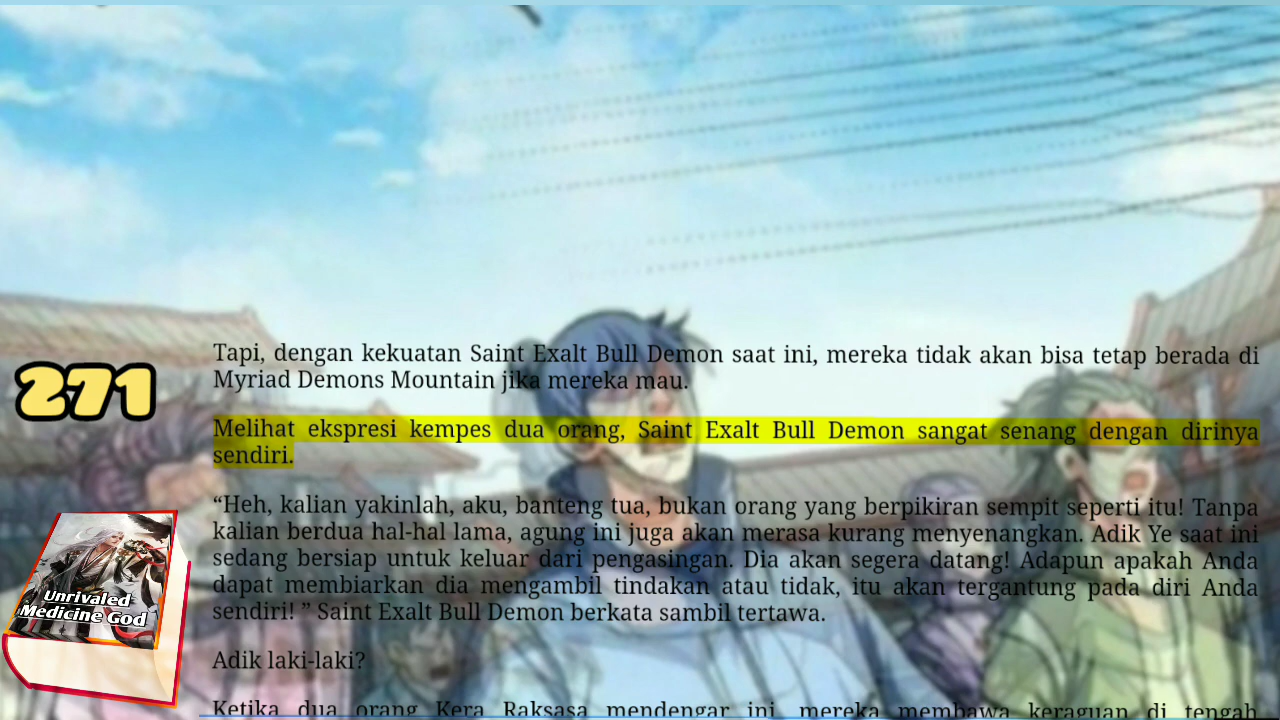 Tapi, dengan kekuatan Saint Exalt Bull Demon saat ini, mereka tidak akan bisa tetap berada di
Myriad Demons Mountain jika mereka mau.
271
Melihat ekspresi kempes dua orang, Saint Exalt Bull Demon sangat senang dengan dirinya
sendiri.
“Heh, kalian yakinlah, aku, banteng tua, bukan orang yang berpikiran sempit seperti itu! Tanpa
kalian berdua hal-hal lama, agung ini juga akan merasa kurang menyenangkan. Adik Ye saat ini
sedang bersiap untuk keluar dari pengasingan. Dia akan segera datang! Adapun apakah Anda
dapat membiarkan dia mengambil tindakan atau tidak, itu akan tergantung pada diri Anda
sendiri! ” Saint Exalt Bull Demon berkata sambil tertawa.
Unrivaled
Medicine God
Adik laki-laki?
Ketika dua orang Kera Raksasa mendengar ini, mereka membawa keraguan di tengah